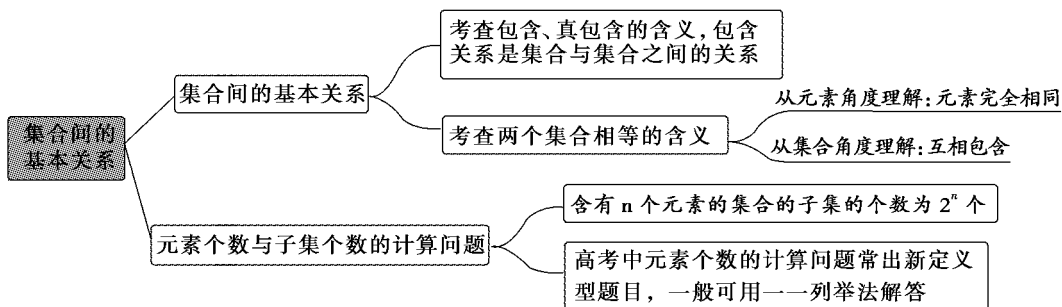 集合间的
基本关系
集合间的基本关系
考查包含、真包含的含义,包含
关系是集合与集合之间的关系
考查两个集合相等的含义
从元素角度理解:元素完全相同
从集合角度理解:互相包含
元素个数与子集个数的计算问题
含有 n 个元素的集合的子集的个数为 2ⁿ 个
高考中元素个数的计算问题常出新定义
型题目，一般可用一一列举法解答